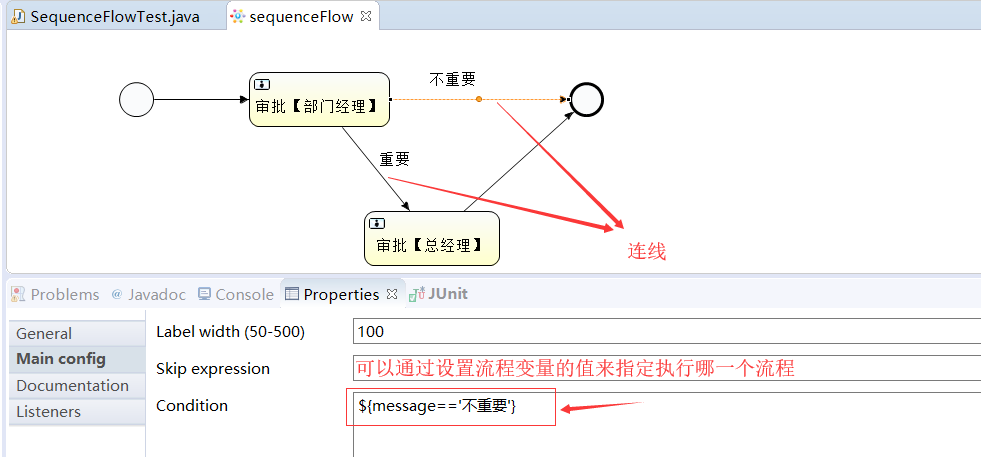 SequenceFlowTest.java
sequenceFlow
不重要
审批【部门经理】
重要
审批【总经理】
连线
Problems
@ Javadoc
Console
Properties
JUnit
General
Main config
Documentation
Listeners
Label width (50-500)
100
Skip expression
可以通过设置流程变量的值来指定执行哪一个流程
Condition
${message=='不重要'}